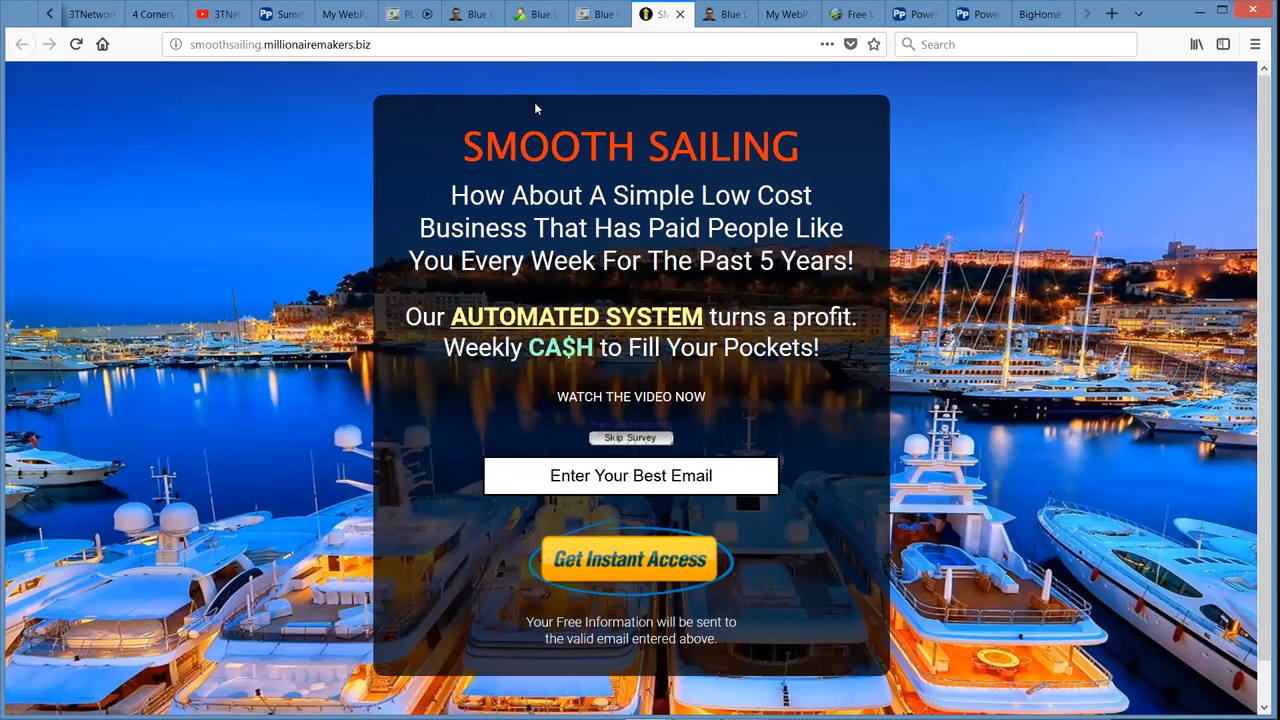 3TNetwork
4 Corners
3TNet
Summ
My WebP
PL
Blue C
Blue C
Blue C
SM
Blue C
My WebP
Free V
Power
Power
BigHome
smoothsailing.millionairemakers.biz
Search
SMOOTH SAILING
How About A Simple Low Cost
Business That Has Paid People Like
You Every Week For The Past 5 Years!
Our AUTOMATED SYSTEM turns a profit.
Weekly CA$H to Fill Your Pockets!
WATCH THE VIDEO NOW
Skip Survey
Enter Your Best Email
Get Instant Access
Your Free Information will be sent to
the valid email entered above.